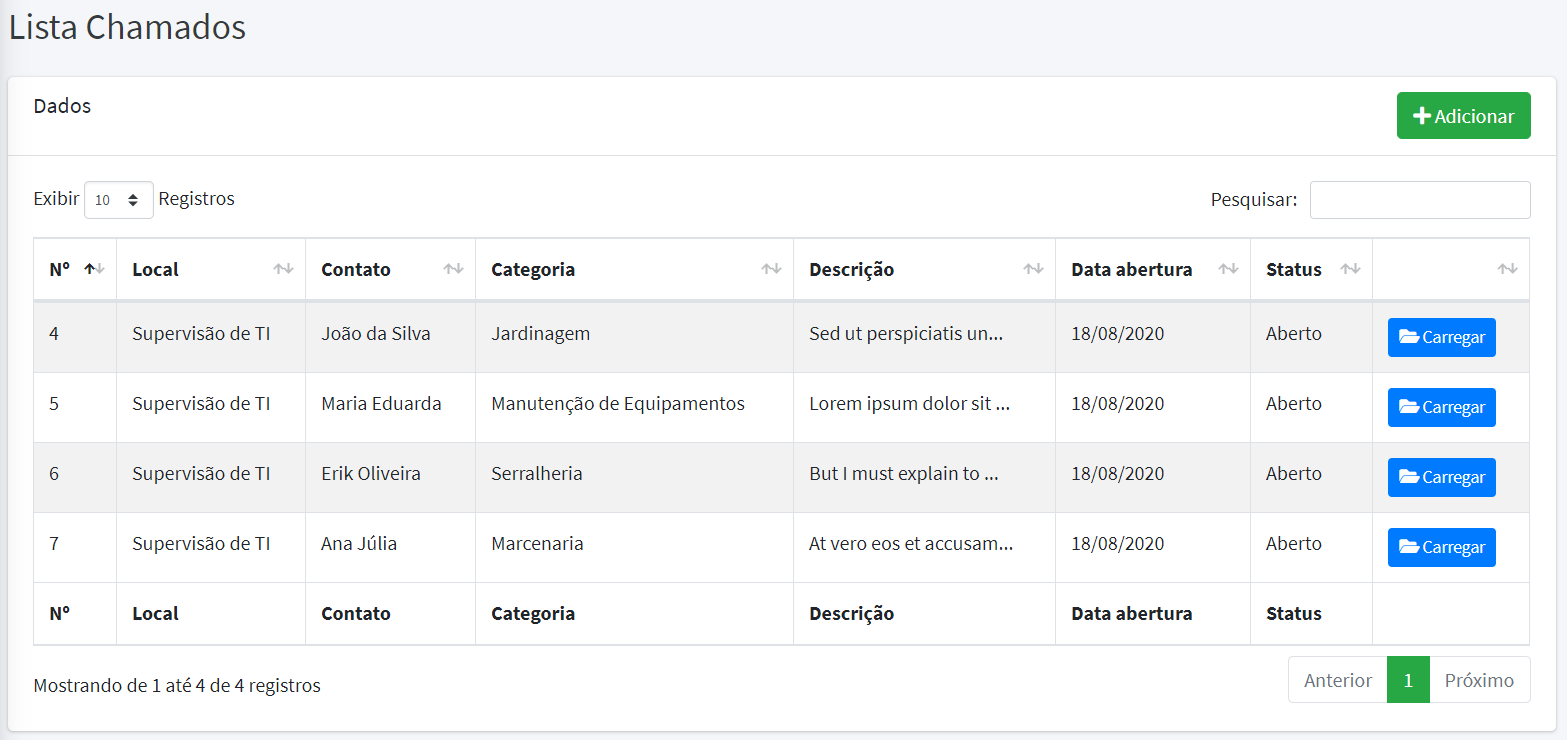 Lista Chamados
Dados
Adicionar
Exibir 10 Registros
Pesquisar:
Nº Local Contato Categoria Descrição Data abertura Status
4 Supervisão de TI João da Silva Jardinagem Sed ut perspiciatis un... 18/08/2020 Aberto Carregar
5 Supervisão de TI Maria Eduarda Manutenção de Equipamentos Lorem ipsum dolor sit ... 18/08/2020 Aberto Carregar
6 Supervisão de TI Erik Oliveira Serralheria But I must explain to ... 18/08/2020 Aberto Carregar
7 Supervisão de TI Ana Júlia Marcenaria At vero eos et accusam... 18/08/2020 Aberto Carregar
Nº Local Contato Categoria Descrição Data abertura Status
Mostrando de 1 até 4 de 4 registros
Anterior 1 Próximo